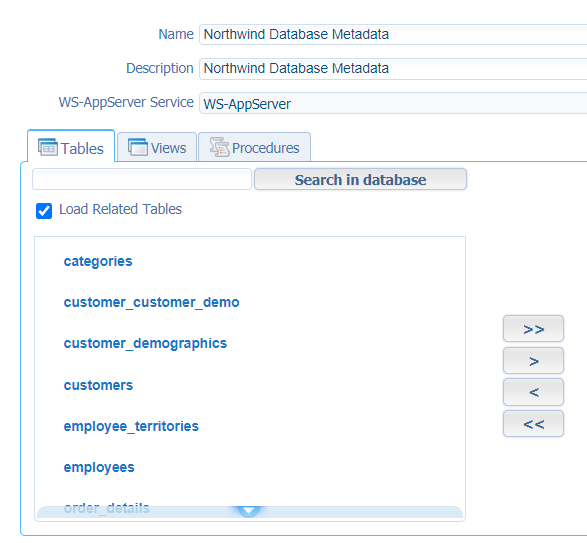 Name Northwind Database Metadata
Description Northwind Database Metadata
WS-AppServer Service WS-AppServer
Tables Views Procedures
Search in database
Load Related Tables
categories
customer_customer_demo
customer_demographics
customers
employee_territories
employees
order_details
>>
>
<
<<